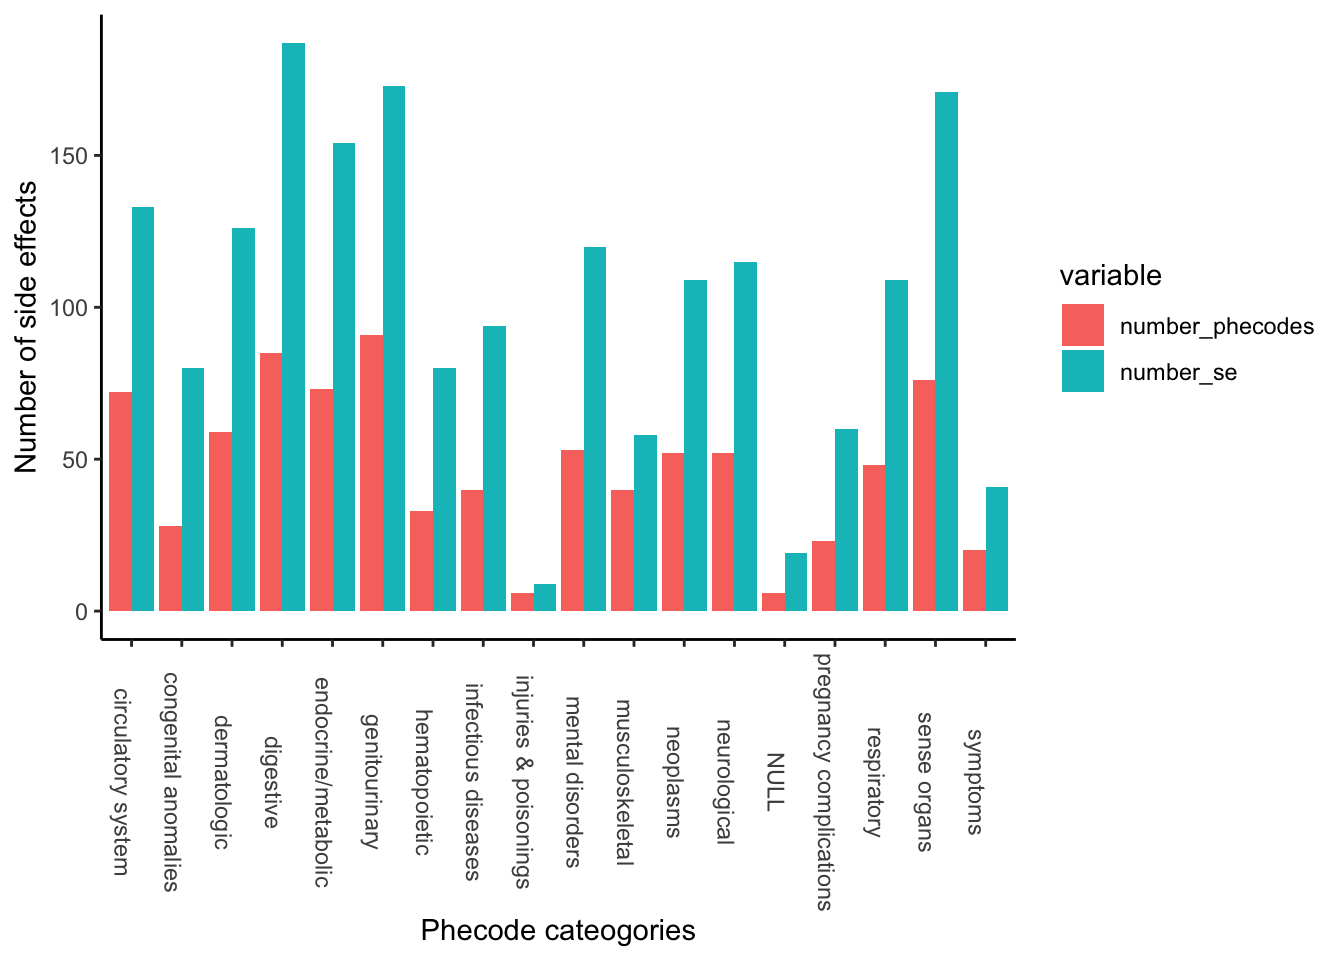 Number of side effects
150
100
50
0
circulatory system
congenital anomalies
dermatologic
digestive
endocrine/metabolic
genitourinary
hematopoietic
infectious diseases
injuries & poisonings
mental disorders
musculoskeletal
neoplasms
neurological
NULL
pregnancy complications
respiratory
sense organs
symptoms
Phecode cateogories
variable
number_phecodes
number_se